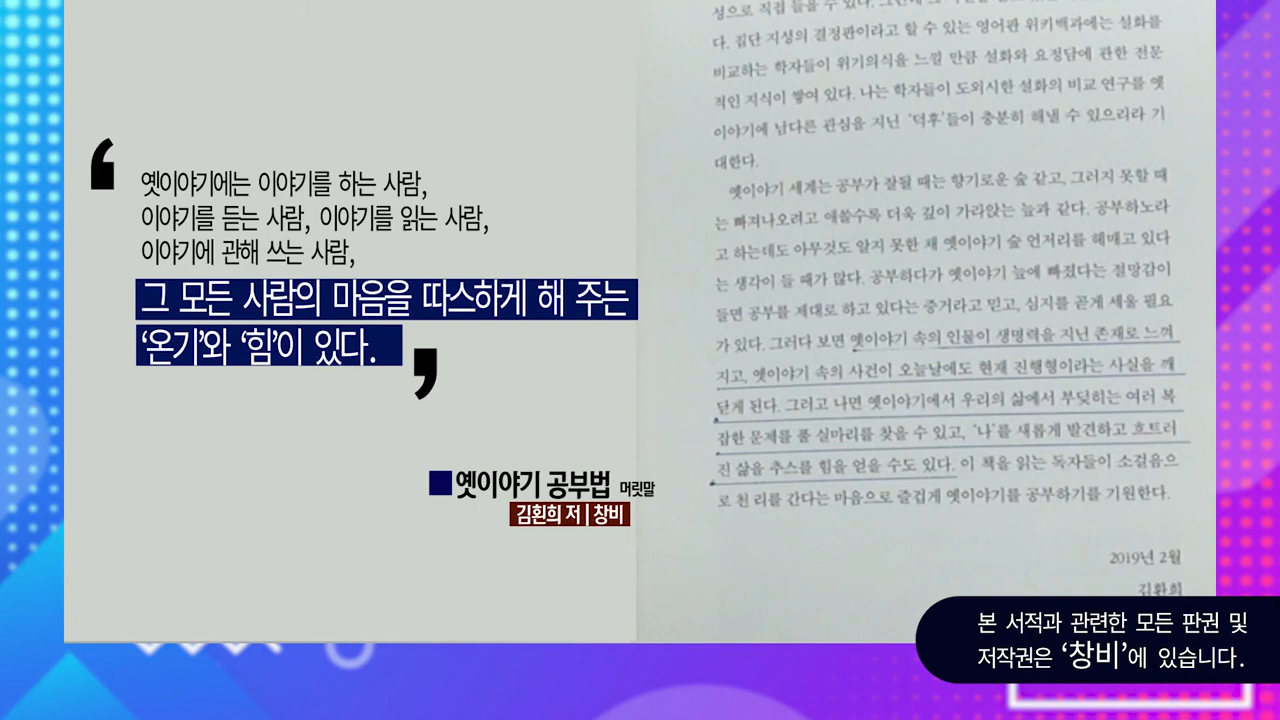 ‘
옛이야기에는 이야기를 하는 사람,
이야기를 듣는 사람, 이야기를 읽는 사람,
이야기에 관해 쓰는 사람,
그 모든 사람의 마음을 따스하게 해 주는
‘온기’와 ‘힘’이 있다.
’
옛이야기 공부법 머릿말
김환희 저 | 창비
성으로 직접 들을 수 있다.
다. 집단 지성의 결정판이라고 할 수 있는 영어판 위키백과에는 설화를
비교하는 학자들이 위기의식을 느낄 만큼 설화와 요정담에 관한 전문
적인 지식이 쌓여 있다. 나는 학자들이 도외시한 설화의 비교 연구를 옛
이야기에 남다른 관심을 지닌 ‘덕후’들이 충분히 해낼 수 있으리라 기
대한다.
옛이야기 세계는 공부가 잘될 때는 향기로운 숲 같고, 그러지 못할 때
는 빠져나오려고 애쓸수록 더욱 깊이 가라앉는 늪과 같다. 공부하노라
고 하는데도 아무것도 알지 못한 채 옛이야기 숲 언저리를 헤매고 있다
는 생각이 들 때가 많다. 공부하다가 옛이야기 늪에 빠졌다는 절망감이
들면 공부를 제대로 하고 있다는 증거라고 믿고, 심지를 곧게 세울 필요
가 있다. 그러다 보면 옛이야기 속의 인물이 생명력을 지닌 존재로 느껴
지고, 옛이야기 속의 사건이 오늘날에도 현재 진행형이라는 사실을 깨
닫게 된다. 그러고 나면 옛이야기에서 우리의 삶에서 부딪히는 여러 복
잡한 문제를 풀 실마리를 찾을 수 있고, ‘나’를 새롭게 발견하고 흐트러
진 삶을 추스를 힘을 얻을 수도 있다. 이 책을 읽는 독자들이 소걸음으
로 천 리를 간다는 마음으로 즐겁게 옛이야기를 공부하기를 기원한다.
2019년 2월
김환희
본 서적과 관련한 모든 판권 및
저작권은 ‘창비’에 있습니다.